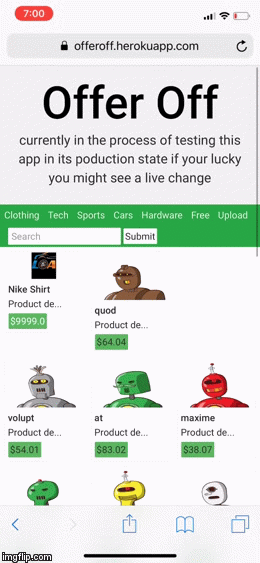 7:00
offeroff.herokuapp.com
Offer Off
currently in the process of testing this
app in its poduction state if your lucky
you might see a live change
Clothing Tech Sports Cars Hardware Free Upload
Search Submit
Nike Shirt
Product de...
$9999.0
quod
Product de...
$64.04
volupt
Product de...
$54.01
at
Product de...
$83.02
maxime
Product de...
$38.07
imgflip.com